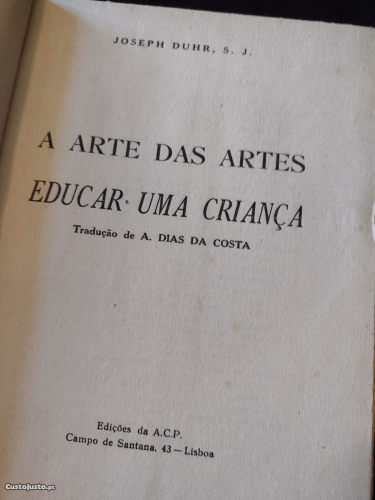 JOSEPH DUHR, S. J.
A ARTE DAS ARTES
EDUCAR UMA CRIANÇA
Tradução de A. DIAS DA COSTA
Edições da A.C.P.
Campo de Santana, 43 — Lisboa
CustoJusto.pt